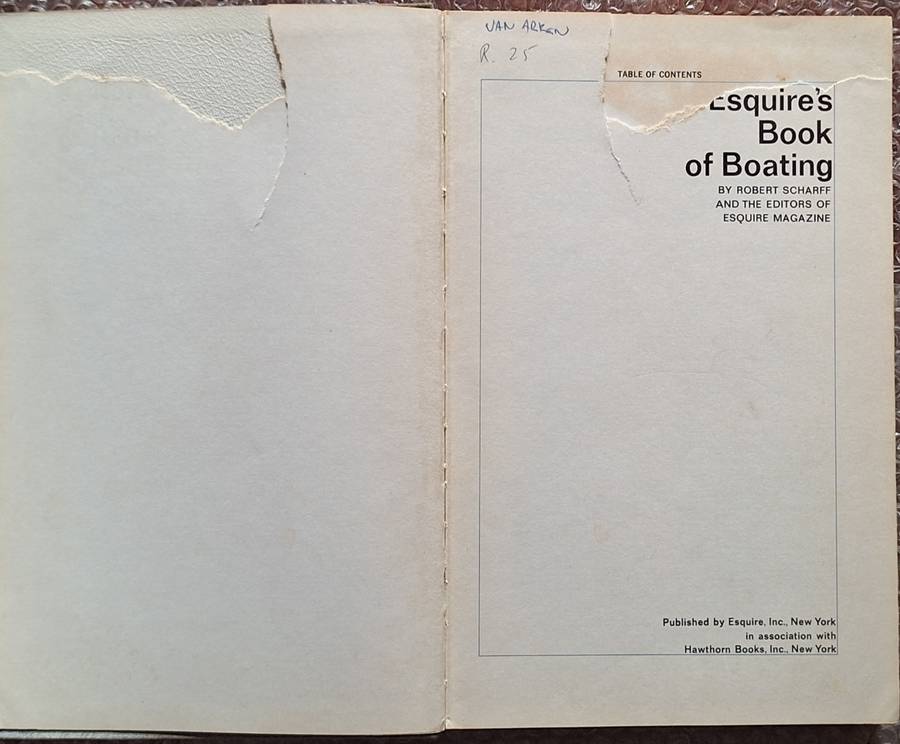 VAN ARKEN
R. 25
TABLE OF CONTENTS
Esquire's
Book
of Boating
BY ROBERT SCHARFF
AND THE EDITORS OF
ESQUIRE MAGAZINE
Published by Esquire, Inc., New York
in association with
Hawthorn Books, Inc., New York